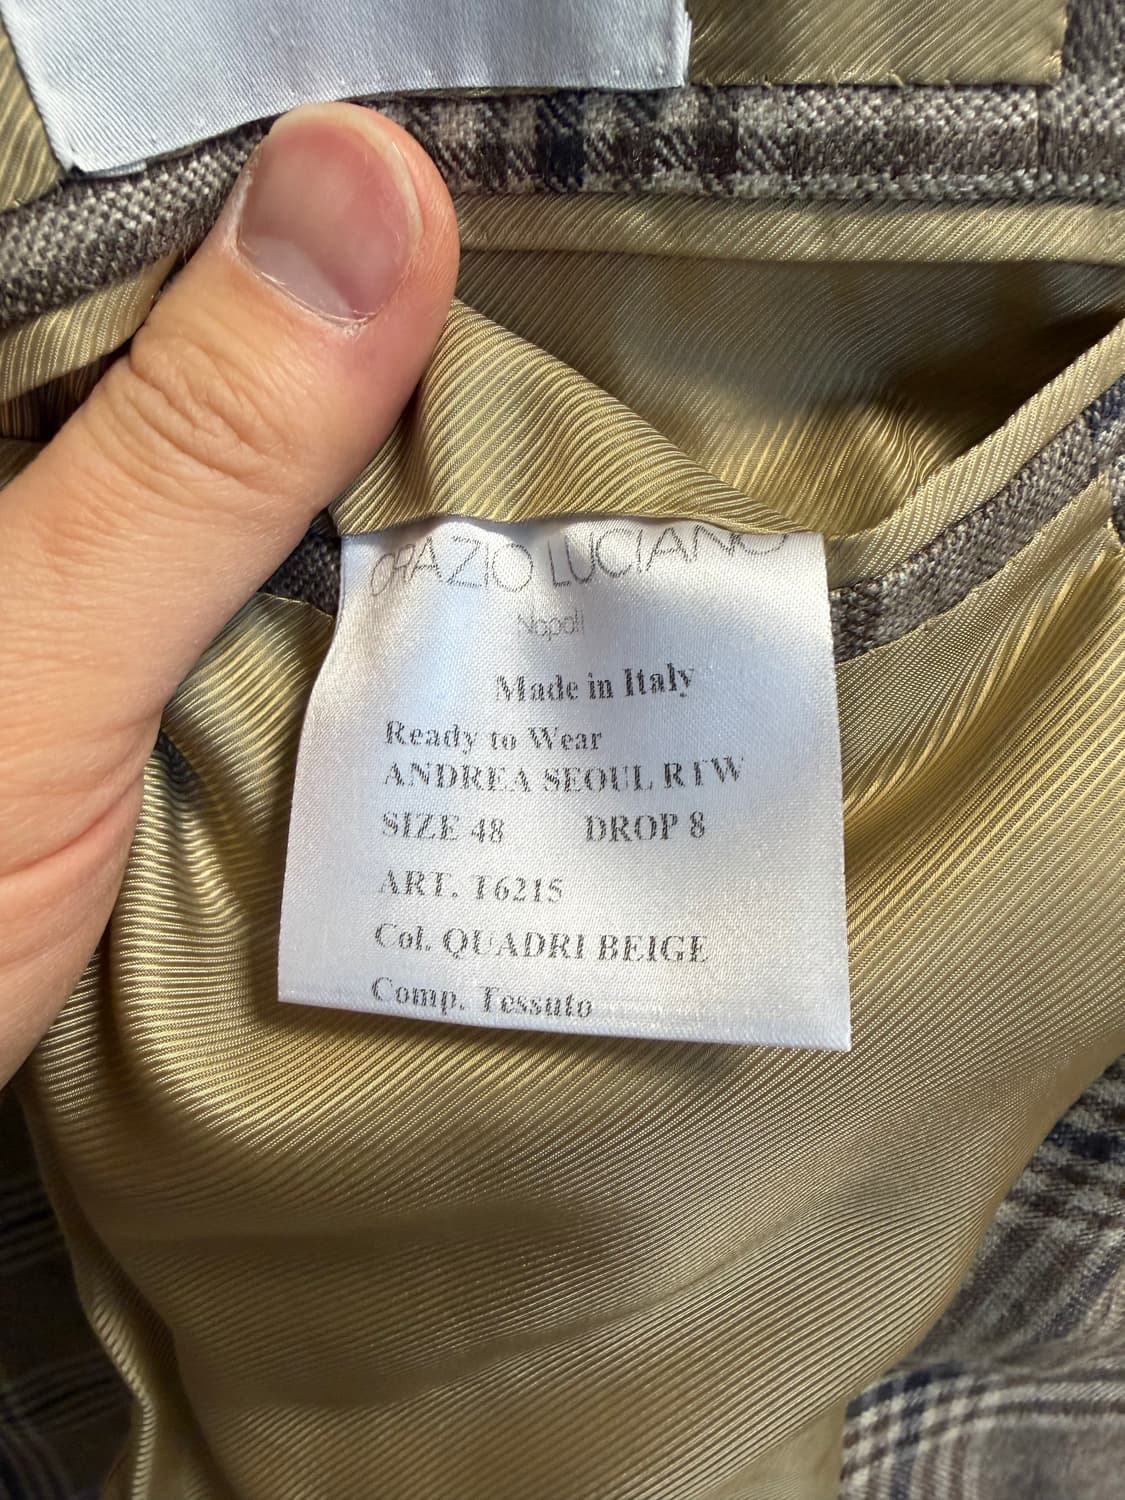 ORAZIO LUCIANO
Napoli
Made in Italy
Ready to Wear
ANDREA SEOUL RTW
SIZE 48 DROP 8
ART. T6215
Col. QUADRI BEIGE
Comp. Tessuto